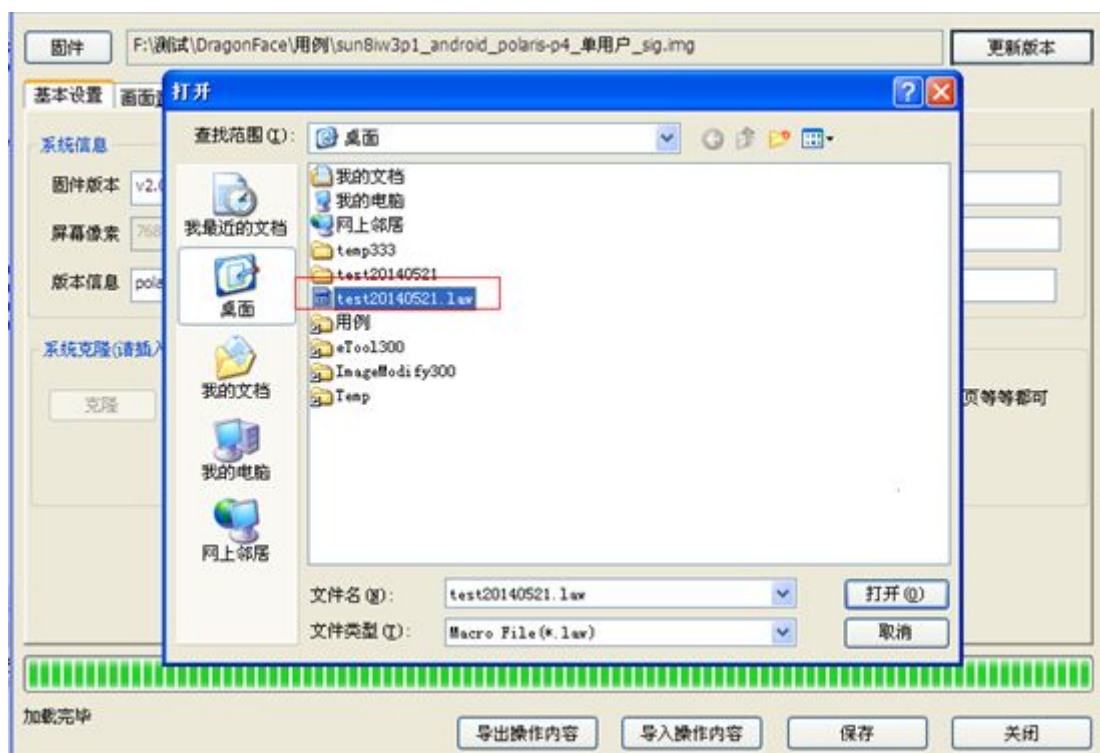 固件 F:\测试\DragonFace\用例\sun8iw3p1_android_polaris-p4_单用户_sig.img 更新版本
基本设置 画面
打开
查找范围(I): 桌面
系统信息
固件版本 v2.0
屏幕像素 768
版本信息 pola
系统克隆(请插入
克隆
页等等都可
我最近的文档
桌面
我的文档
我的电脑
网上邻居
我的文档
我的电脑
网上邻居
temp333
test20140521
test20140521.law
用例
eTool300
ImageModify300
Temp
文件名(N): test20140521.law 打开(O)
文件类型(T): Macro File(*.law) 取消
加载完毕
导出操作内容 导入操作内容 保存 关闭